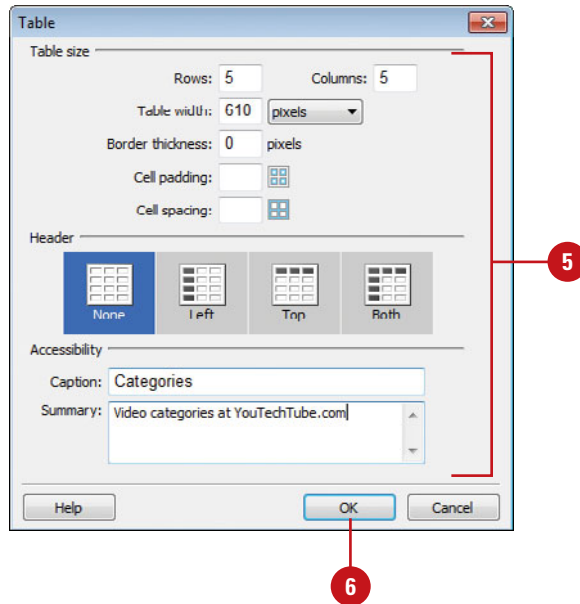 Table
Table size
Rows: 5 Columns: 5
Table width: 610 pixels
Border thickness: 0 pixels
Cell padding:
Cell spacing:
Header
None Left Top Both
Accessibility
Caption: Categories
Summary: Video categories at YouTechTube.com
5
Help OK Cancel
6